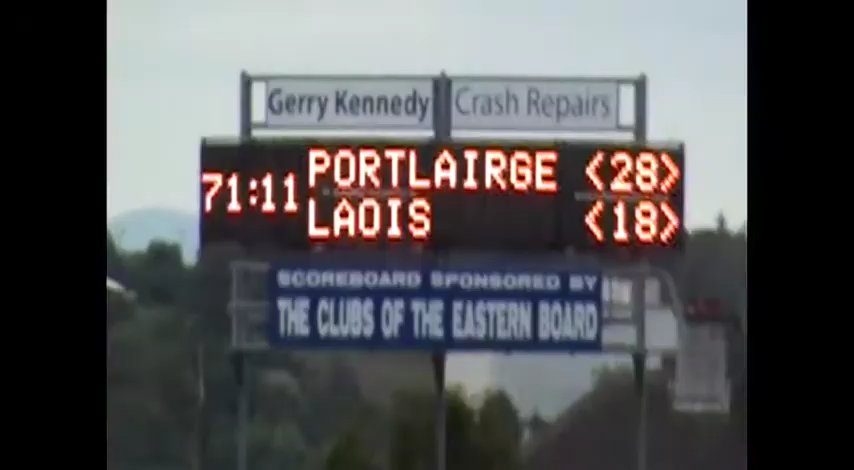 Gerry Kennedy Crash Repairs
71:11 PORTLAIRGE <28>
LAOIS <18>
SCOREBOARD SPONSORED BY
THE CLUBS OF THE EASTERN BOARD